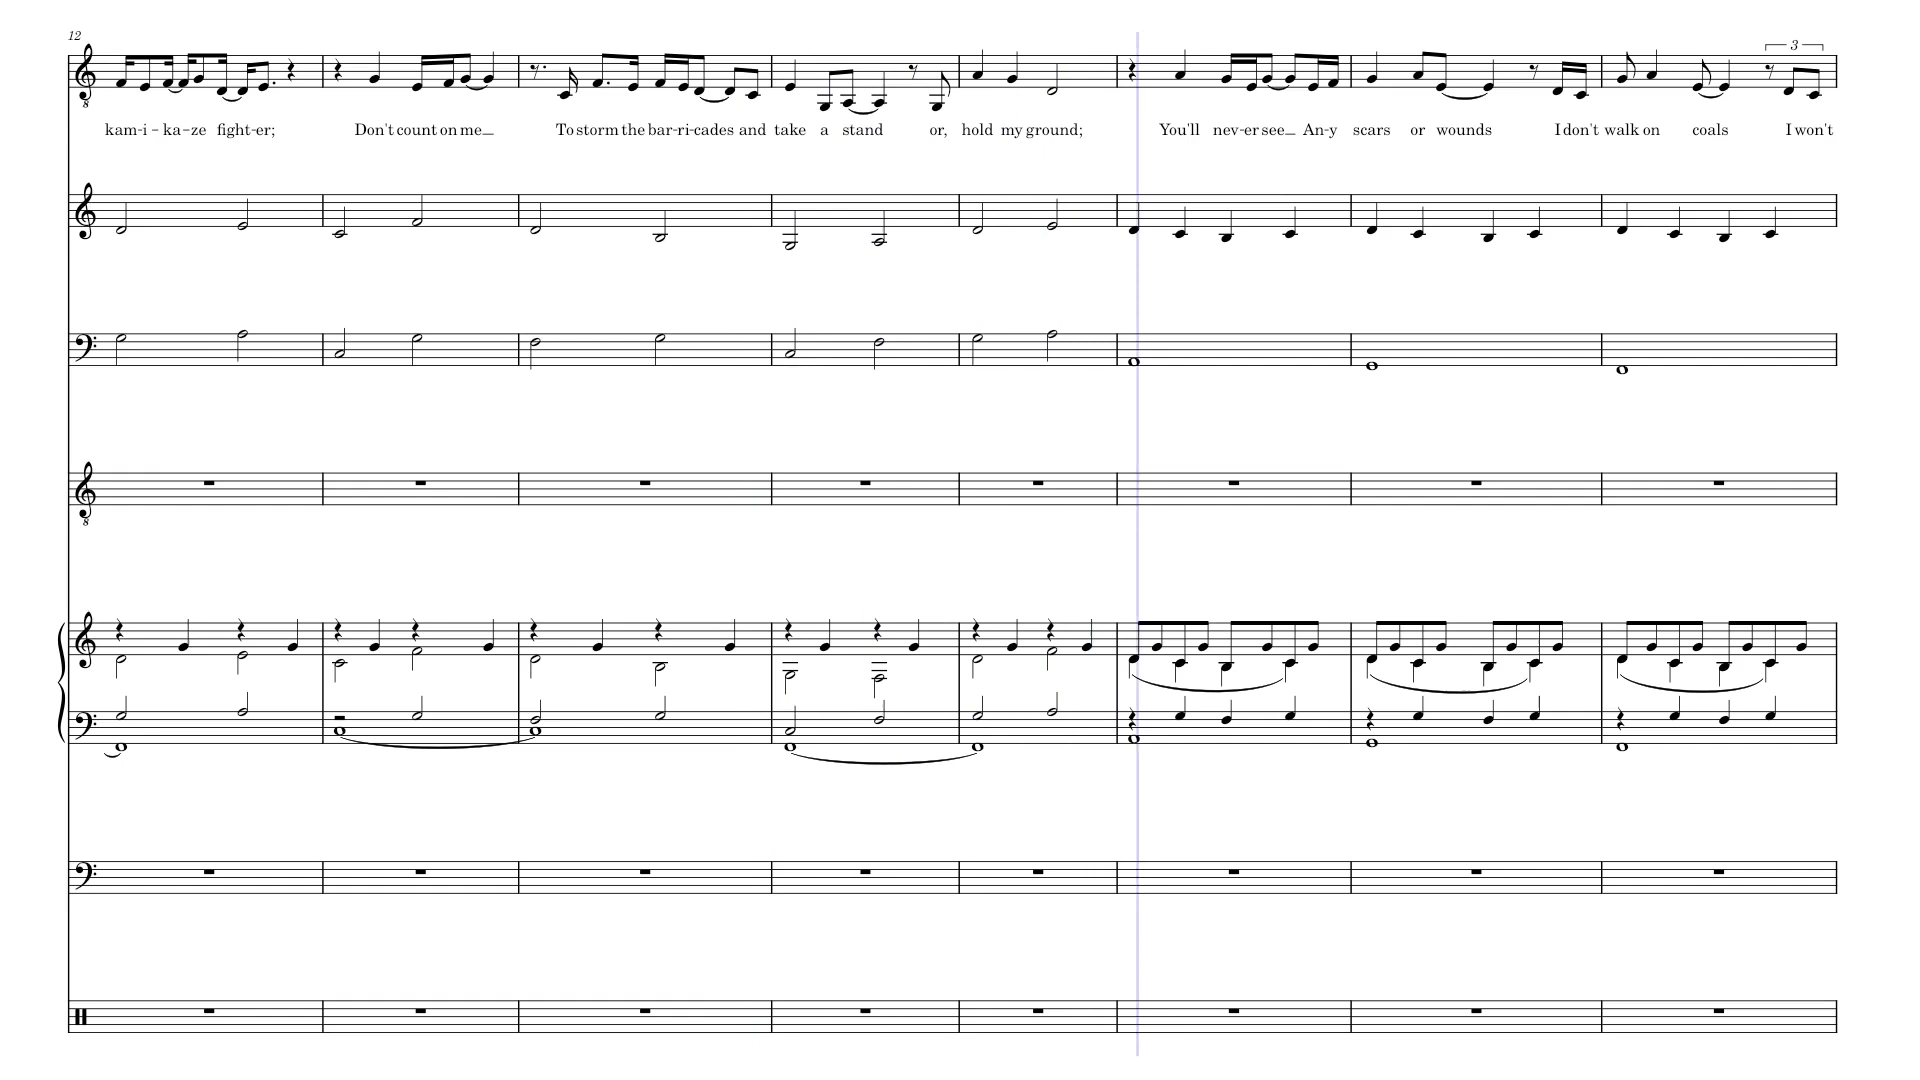 12
3
kam-i-ka-ze fight-er; Don't count on me_ To storm the bar-ri-cades and take a stand or, hold my ground; You'll nev-er see_ An-y scars or wounds I don't walk on coals I won't
8
8